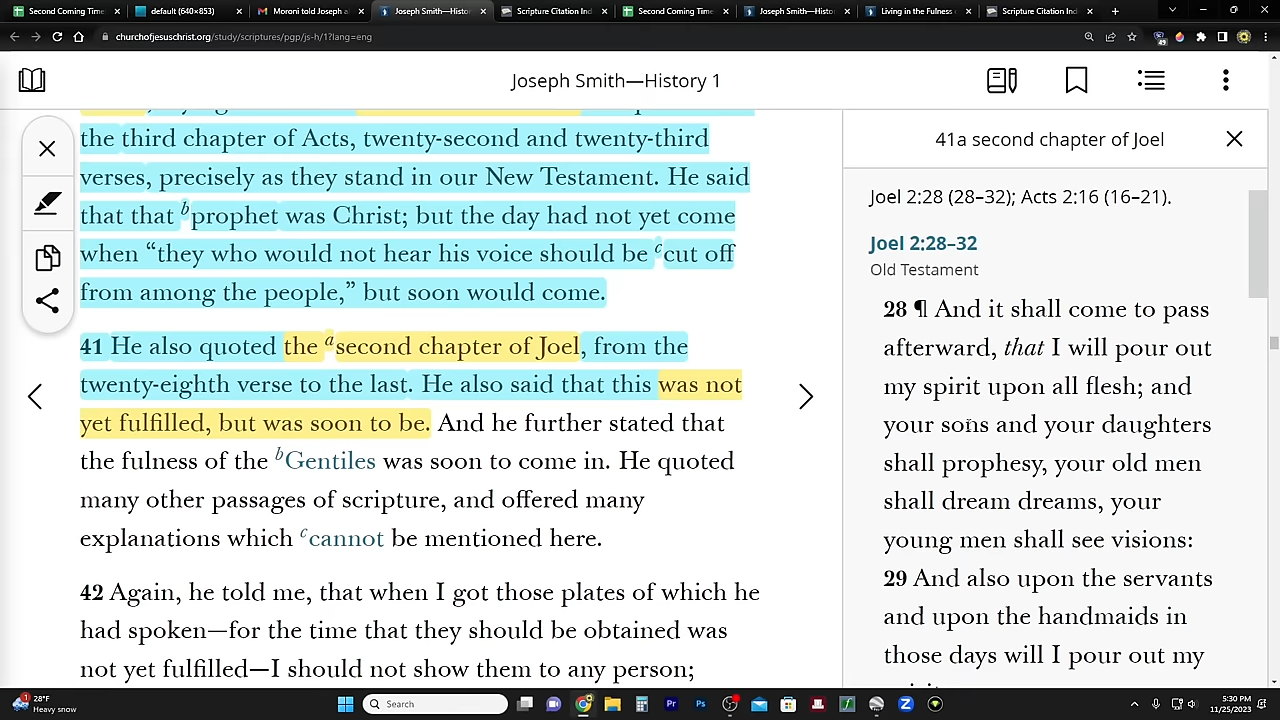 Second Coming Time
default (640×853)
Moroni told Joseph a
Joseph Smith—Histo
Scripture Citation Ind
Second Coming Time
Joseph Smith—Histo
Living in the Fulness
Scripture Citation Ind
churchofjesuschrist.org/study/scriptures/pgp/js-h/1?lang=eng
Joseph Smith—History 1
the third chapter of Acts, twenty-second and twenty-third
verses, precisely as they stand in our New Testament. He said
that that bprophet was Christ; but the day had not yet come
when “they who would not hear his voice should be ccut off
from among the people,” but soon would come.
41 He also quoted the asecond chapter of Joel, from the
twenty-eighth verse to the last. He also said that this was not
yet fulfilled, but was soon to be. And he further stated that
the fulness of the bGentiles was soon to come in. He quoted
many other passages of scripture, and offered many
explanations which ccannot be mentioned here.
42 Again, he told me, that when I got those plates of which he
had spoken—for the time that they should be obtained was
not yet fulfilled—I should not show them to any person;
41a second chapter of Joel
Joel 2:28 (28–32); Acts 2:16 (16–21).
Joel 2:28–32
Old Testament
28 ¶ And it shall come to pass
afterward, that I will pour out
my spirit upon all flesh; and
your sons and your daughters
shall prophesy, your old men
shall dream dreams, your
young men shall see visions:
29 And also upon the servants
and upon the handmaids in
those days will I pour out my
28°F
Heavy snow
Search
Pr
Ps
5:30 PM
11/25/2023